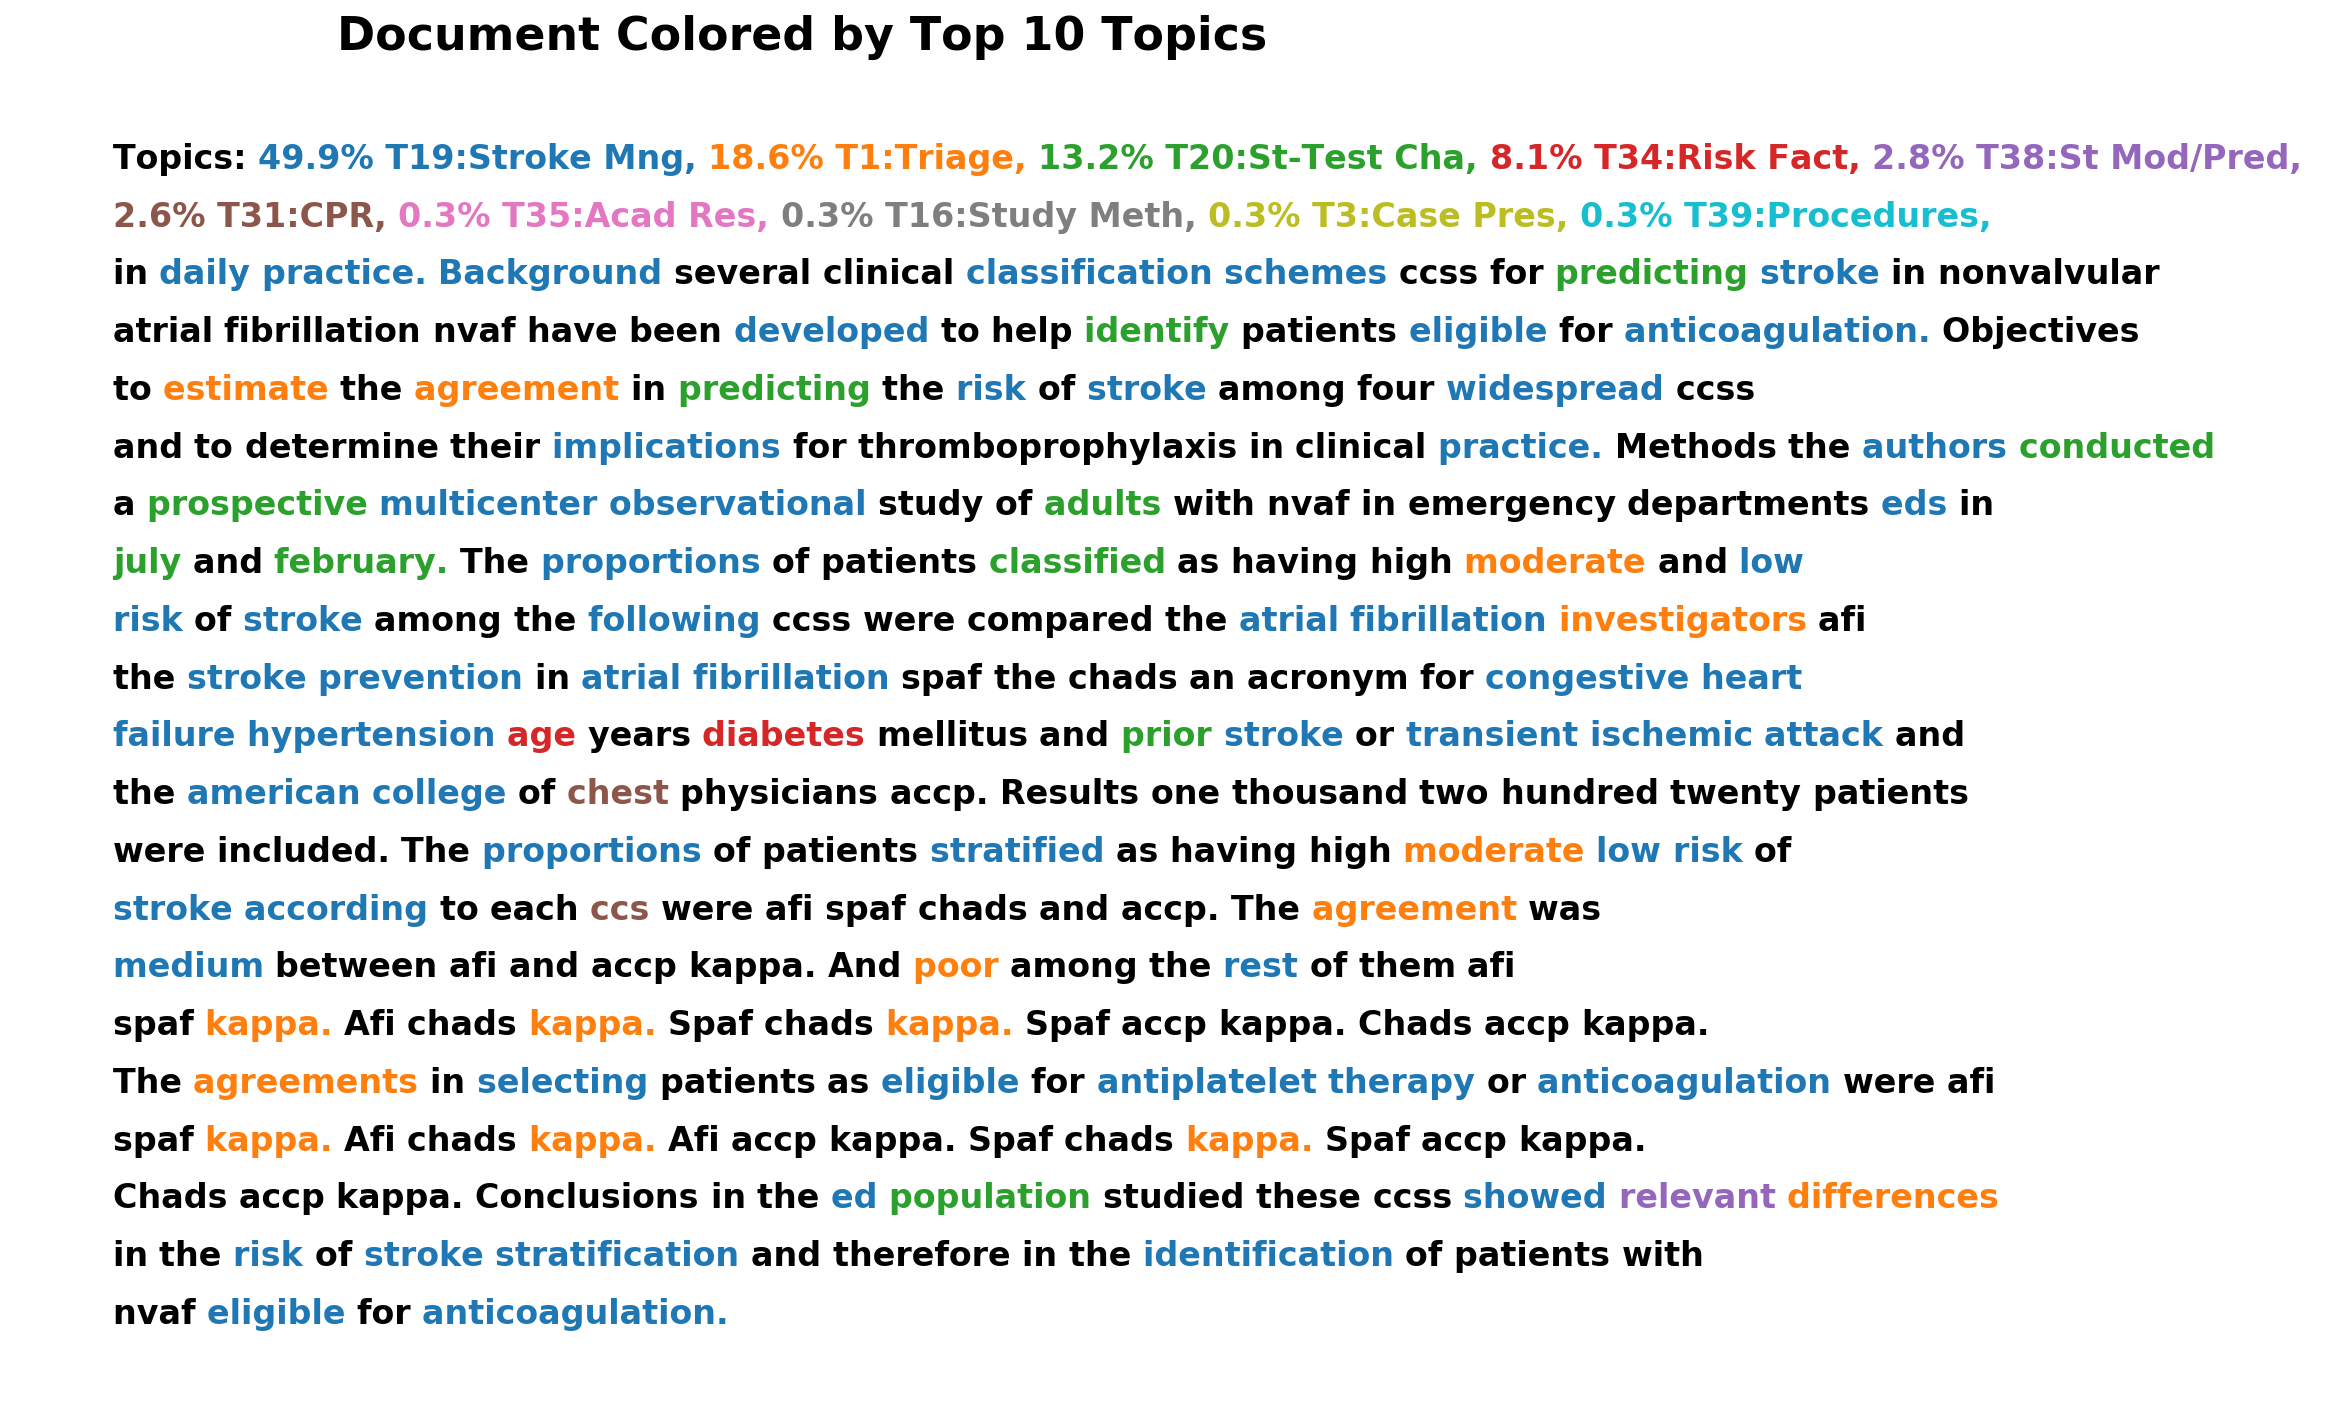 Document Colored by Top 10 Topics
Topics: 49.9% T19:Stroke Mng, 18.6% T1:Triage, 13.2% T20:St-Test Cha, 8.1% T34:Risk Fact, 2.8% T38:St Mod/Pred,
2.6% T31:CPR, 0.3% T35:Acad Res, 0.3% T16:Study Meth, 0.3% T3:Case Pres, 0.3% T39:Procedures,
in daily practice. Background several clinical classification schemes ccss for predicting stroke in nonvalvular
atrial fibrillation nvaf have been developed to help identify patients eligible for anticoagulation. Objectives
to estimate the agreement in predicting the risk of stroke among four widespread ccss
and to determine their implications for thromboprophylaxis in clinical practice. Methods the authors conducted
a prospective multicenter observational study of adults with nvaf in emergency departments eds in
july and february. The proportions of patients classified as having high moderate and low
risk of stroke among the following ccss were compared the atrial fibrillation investigators afi
the stroke prevention in atrial fibrillation spaf the chads an acronym for congestive heart
failure hypertension age years diabetes mellitus and prior stroke or transient ischemic attack and
the american college of chest physicians accp. Results one thousand two hundred twenty patients
were included. The proportions of patients stratified as having high moderate low risk of
stroke according to each ccs were afi spaf chads and accp. The agreement was
medium between afi and accp kappa. And poor among the rest of them afi
spaf kappa. Afi chads kappa. Spaf chads kappa. Spaf accp kappa. Chads accp kappa.
The agreements in selecting patients as eligible for antiplatelet therapy or anticoagulation were afi
spaf kappa. Afi chads kappa. Afi accp kappa. Spaf chads kappa. Spaf accp kappa.
Chads accp kappa. Conclusions in the ed population studied these ccss showed relevant differences
in the risk of stroke stratification and therefore in the identification of patients with
nvaf eligible for anticoagulation.